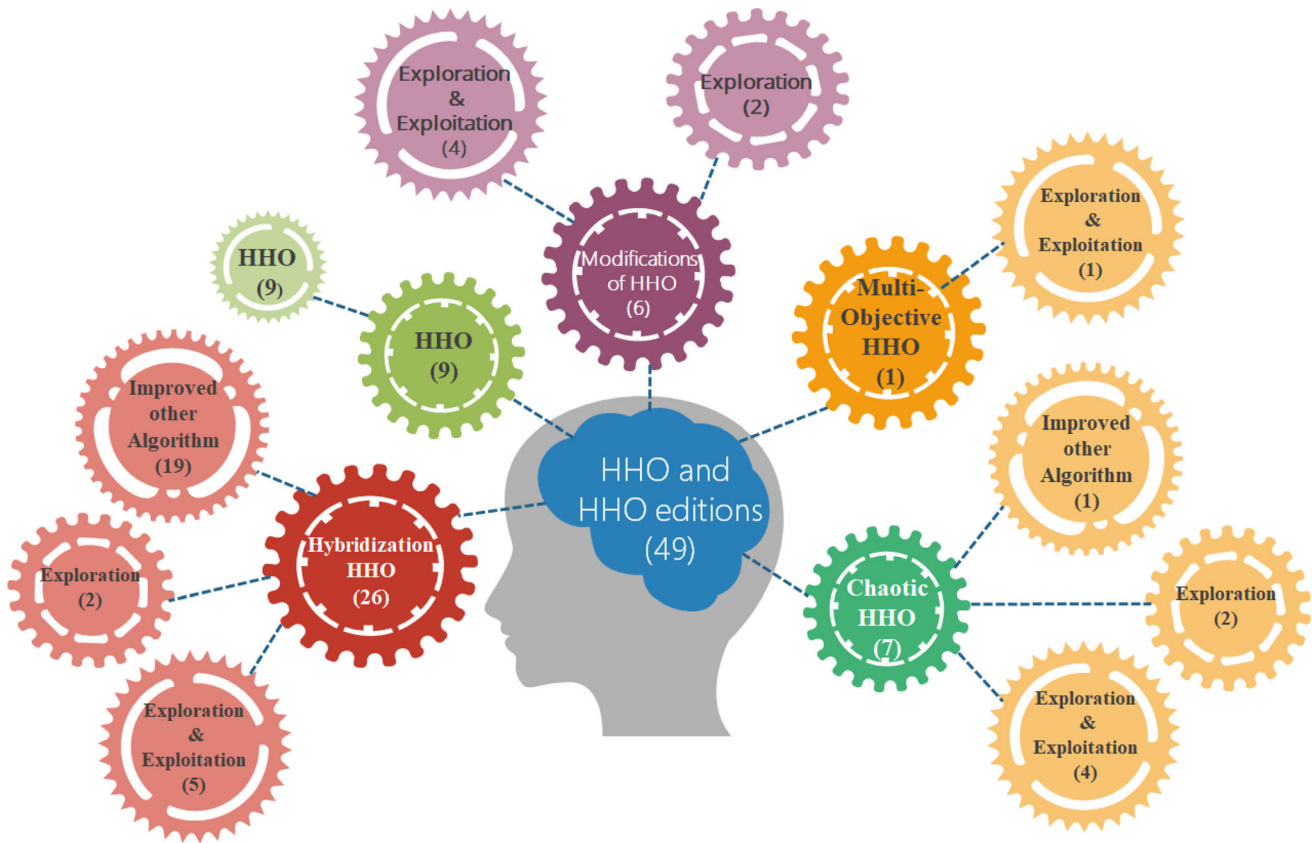 Exploration
&
Exploitation
(4)
Exploration
(2)
Exploration
&
Exploitation
(1)
HHO
(9)
Modifications
of HHO
(6)
HHO
(9)
Multi-
Objective
HHO
(1)
Improved
other
Algorithm
(19)
Improved
other
Algorithm
(1)
HHO and
HHO editions
(49)
Hybridization
HHO
(26)
Exploration
(2)
Chaotic
HHO
(7)
Exploration
(2)
Exploration
&
Exploitation
(5)
Exploration
&
Exploitation
(4)